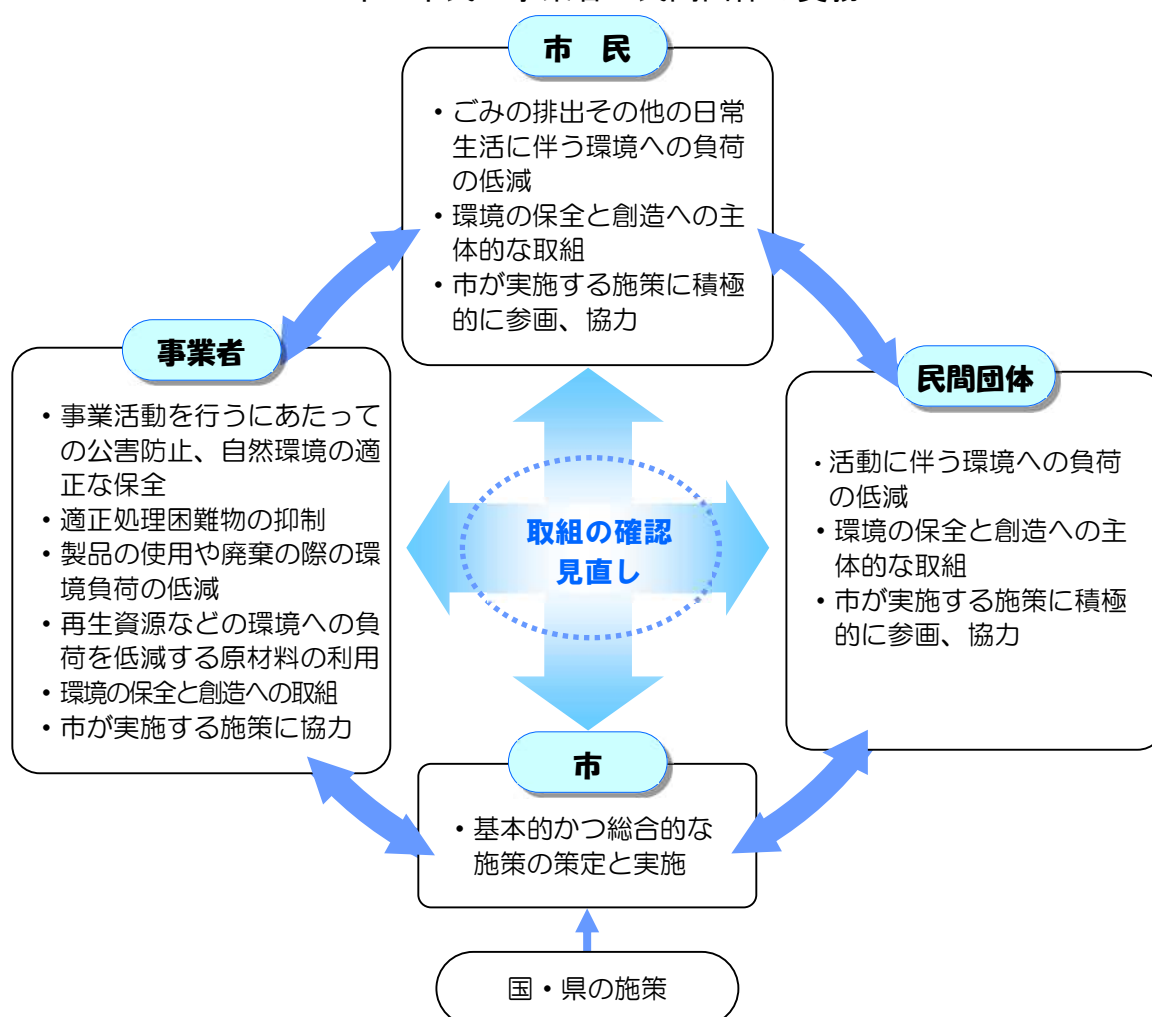 市　民
・ごみの排出その他の日常
生活に伴う環境への負荷
の低減
・環境の保全と創造への主
体的な取組
・市が実施する施策に積極
的に参画、協力
事業者
・事業活動を行うにあたって
の公害防止、自然環境の適
正な保全
・適正処理困難物の抑制
・製品の使用や廃棄の際の環
境負荷の低減
・再生資源などの環境への負
荷を低減する原材料の利用
・環境の保全と創造への取組
・市が実施する施策に協力
取組の確認
見直し
民間団体
・活動に伴う環境への負荷
の低減
・環境の保全と創造への主
体的な取組
・市が実施する施策に積極
的に参画、協力
市
・基本的かつ総合的な
施策の策定と実施
国・県の施策